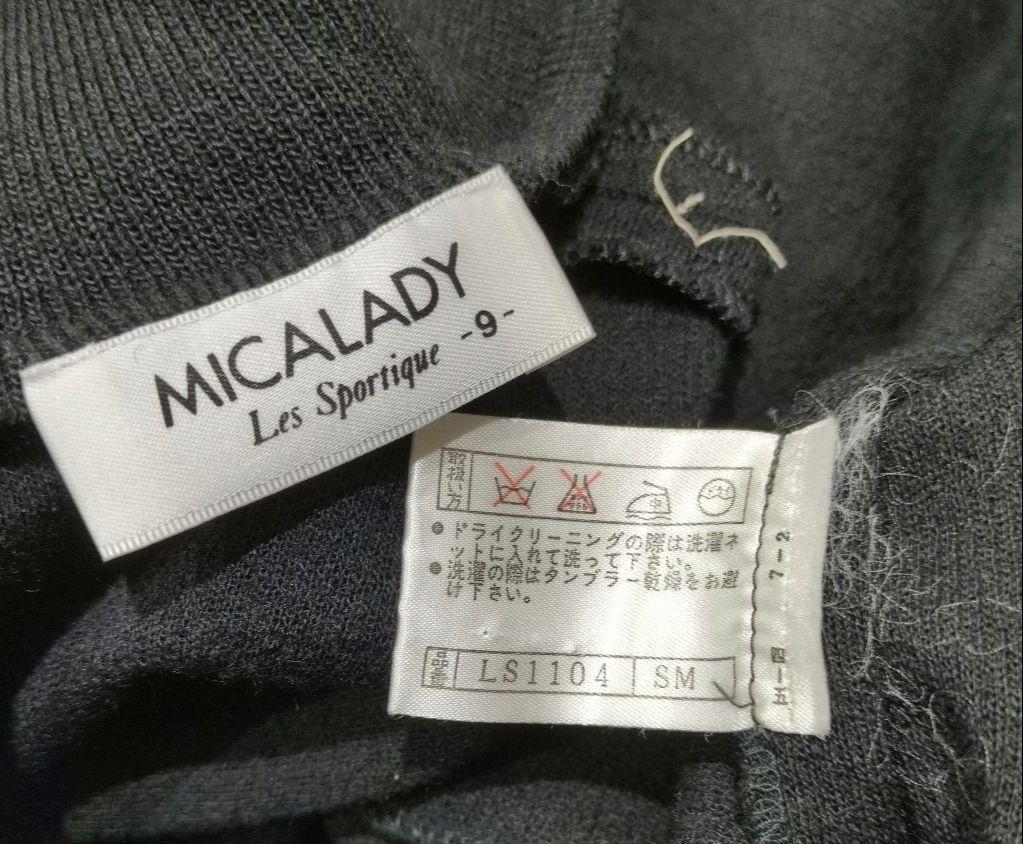 MICALADY
Les Sportique -9-
取扱い方
中
ドライクリーニングの際は洗濯ネ
ットに入れて洗って下さい。
洗濯の際はタンブラー乾燥をお避
け下さい。
品番 LS1104 SM
7-2
四-五